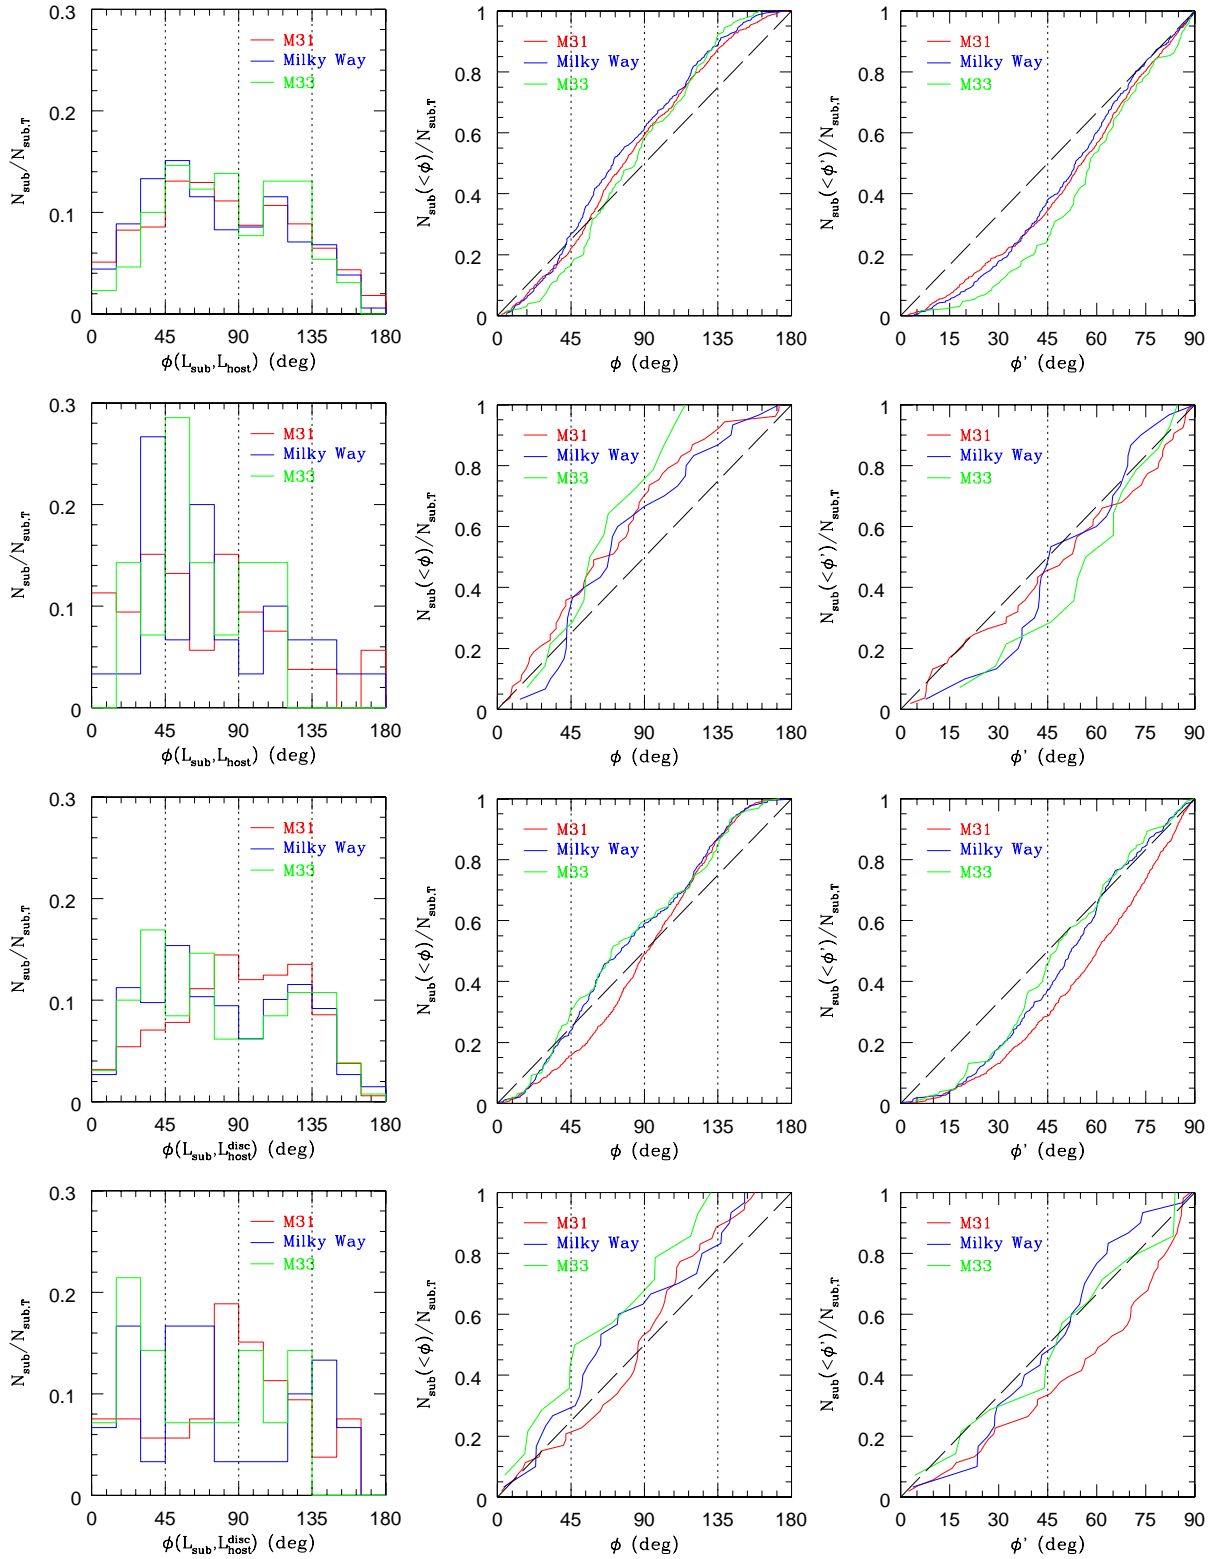 0.3
0.2
0.1
0
N_sub/N_sub,T
M31
Milky Way
M33
0 45 90 135 180
ϕ(L_sub,L_host) (deg)
1
0.8
0.6
0.4
0.2
0
N_sub(<ϕ)/N_sub,T
M31
Milky Way
M33
0 45 90 135 180
ϕ (deg)
1
0.8
0.6
0.4
0.2
0
N_sub(<ϕ')/N_sub,T
M31
Milky Way
M33
0 15 30 45 60 75 90
ϕ' (deg)
0.3
0.2
0.1
0
N_sub/N_sub,T
M31
Milky Way
M33
0 45 90 135 180
ϕ(L_sub,L_host) (deg)
1
0.8
0.6
0.4
0.2
0
N_sub(<ϕ)/N_sub,T
M31
Milky Way
M33
0 45 90 135 180
ϕ (deg)
1
0.8
0.6
0.4
0.2
0
N_sub(<ϕ')/N_sub,T
M31
Milky Way
M33
0 15 30 45 60 75 90
ϕ' (deg)
0.3
0.2
0.1
0
N_sub/N_sub,T
M31
Milky Way
M33
0 45 90 135 180
ϕ(L_sub,L_host^disc) (deg)
1
0.8
0.6
0.4
0.2
0
N_sub(<ϕ)/N_sub,T
M31
Milky Way
M33
0 45 90 135 180
ϕ (deg)
1
0.8
0.6
0.4
0.2
0
N_sub(<ϕ')/N_sub,T
M31
Milky Way
M33
0 15 30 45 60 75 90
ϕ' (deg)
0.3
0.2
0.1
0
N_sub/N_sub,T
M31
Milky Way
M33
0 45 90 135 180
ϕ(L_sub,L_host^disc) (deg)
1
0.8
0.6
0.4
0.2
0
N_sub(<ϕ)/N_sub,T
M31
Milky Way
M33
0 45 90 135 180
ϕ (deg)
1
0.8
0.6
0.4
0.2
0
N_sub(<ϕ')/N_sub,T
M31
Milky Way
M33
0 15 30 45 60 75 90
ϕ' (deg)